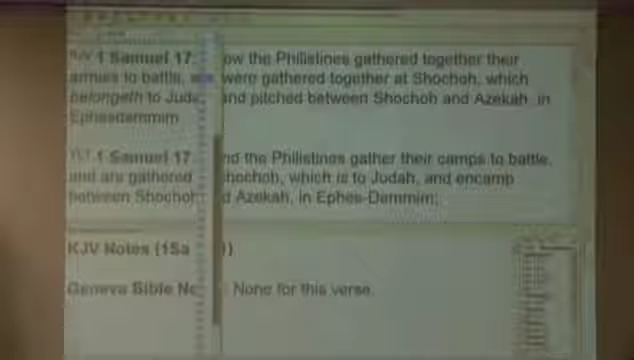 KJV 1 Samuel 17: ow the Philistines gathered together their
armies to battle, were gathered together at Shochoh, which
belongeth to Juda and pitched between Shochoh and Azekah, in
Ephesdammim
YLT 1 Samuel 17 nd the Philistines gather their camps to battle,
and are gathered hochoh, which is to Judah, and encamp
between Shochoh d Azekah, in Ephes-Dammim;
KJV Notes (1Sa )
Geneva Bible No None for this verse.